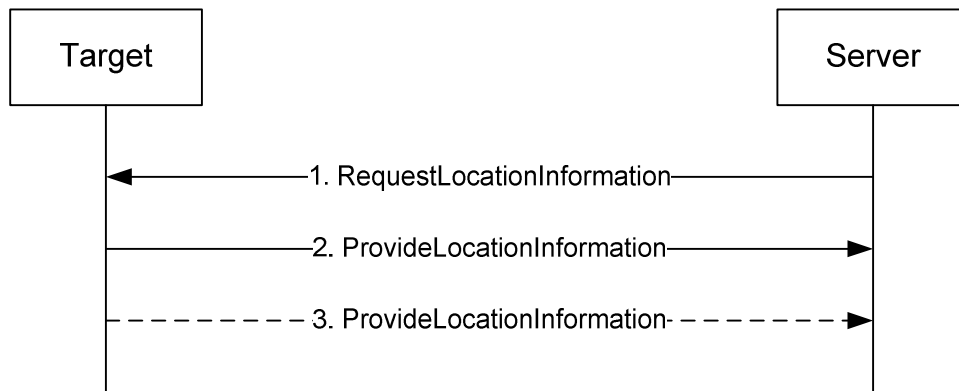 Target
Server
1. RequestLocationInformation
2. ProvideLocationInformation
3. ProvideLocationInformation